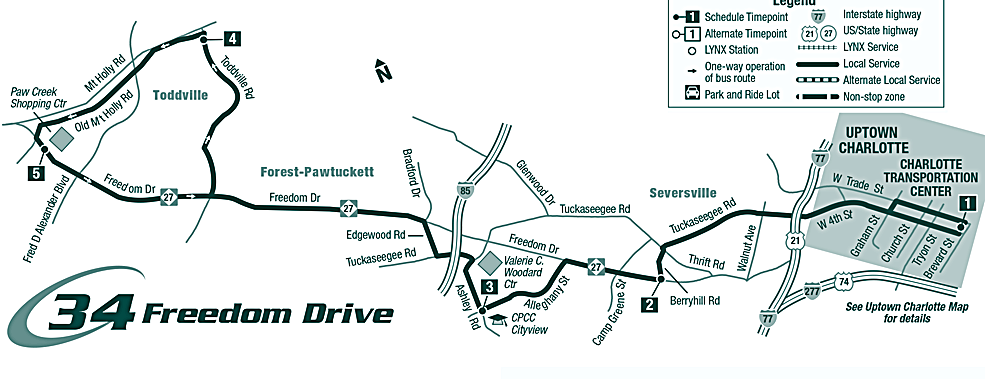 Legend
1 Schedule Timepoint
1 Alternate Timepoint
LYNX Station
One-way operation
of bus route
Park and Ride Lot
77 Interstate highway
21 27 US/State highway
LYNX Service
Local Service
Alternate Local Service
Non-stop zone
N
4
Mt Holly Rd
Toddville Rd
Toddville
Paw Creek
Shopping Ctr
Old Mt Holly Rd
5
Fred D Alexander Blvd
Freedom Dr
27
Forest-Pawtuckett
Freedom Dr
27
Bradford Dr
85
Glenwood Dr
Edgewood Rd
Tuckaseegee Rd
Tuckaseegee Rd
Freedom Dr
Valerie C.
Woodard
Ctr
3
Ashley Rd
CPCC
Cityview
Alleghany St
27
Camp Greene St
2
Berryhill Rd
Seversville
Tuckaseegee Rd
Thrift Rd
Walnut Ave
77
21
UPTOWN
CHARLOTTE
CHARLOTTE
TRANSPORTATION
CENTER
1
W Trade St
W 4th St
Graham St
Church St
Tryon St
Brevard St
74
277
77
See Uptown Charlotte Map
for details
34 Freedom Drive